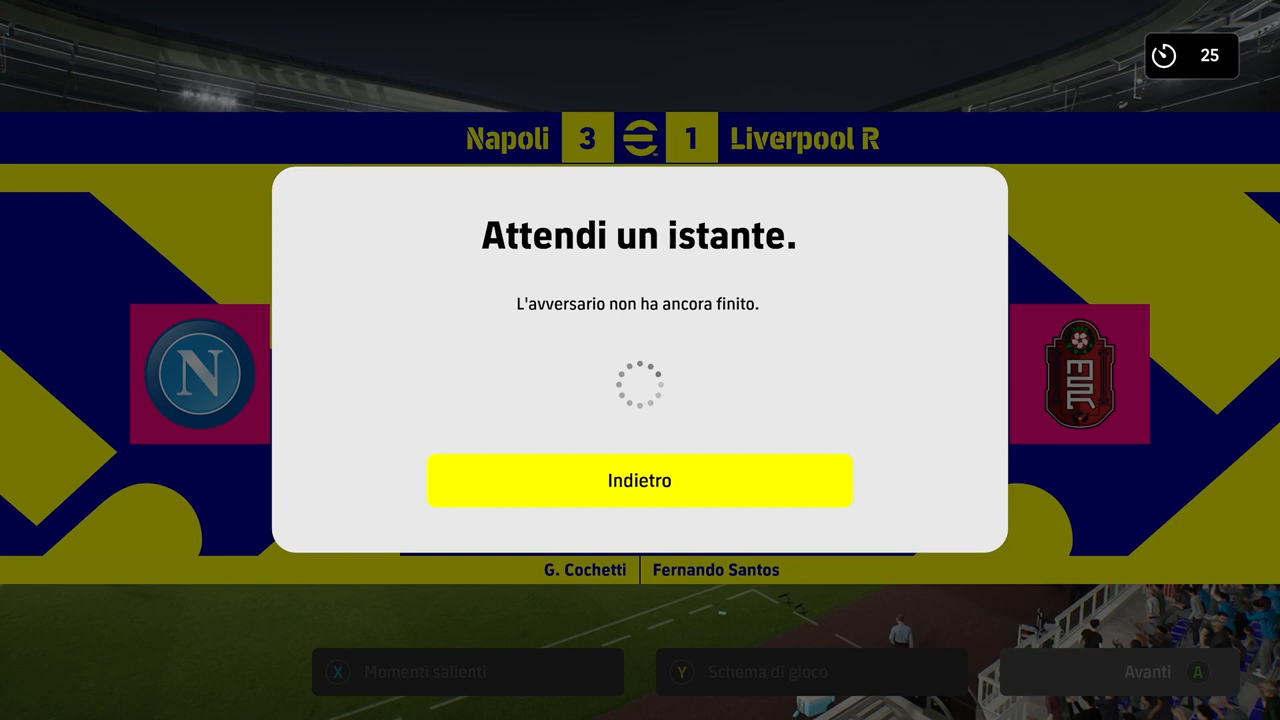 25
Napoli 3 1 Liverpool R
Attendi un istante.
L'avversario non ha ancora finito.
N
Indietro
G. Cochetti Fernando Santos
X Momenti salienti Y Schema di gioco Avanti A